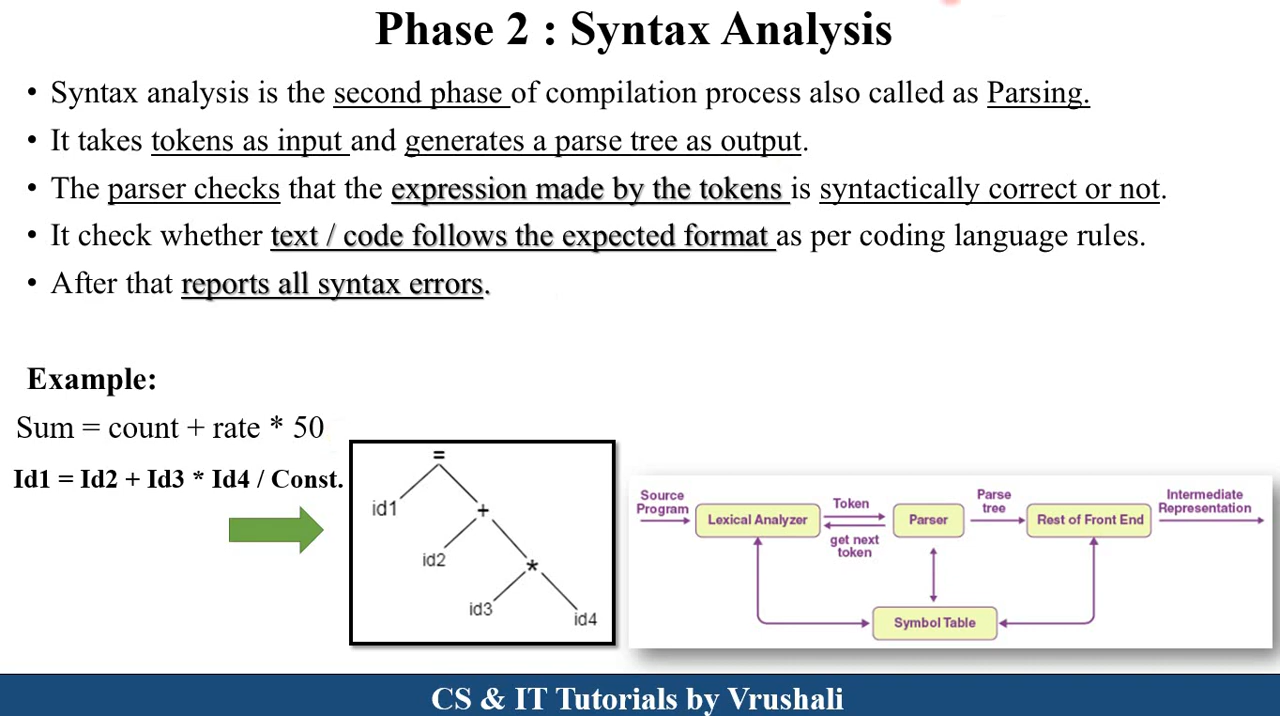 Phase 2 : Syntax Analysis
• Syntax analysis is the second phase of compilation process also called as Parsing.
• It takes tokens as input and generates a parse tree as output.
• The parser checks that the expression made by the tokens is syntactically correct or not.
• It check whether text / code follows the expected format as per coding language rules.
• After that reports all syntax errors.
Example:
Sum = count + rate * 50
Id1 = Id2 + Id3 * Id4 / Const.
=
id1
+
id2
*
id3
id4
Source
Program
Lexical Analyzer
Token
get next
token
Parser
Parse
tree
Rest of Front End
Intermediate
Representation
Symbol Table
CS & IT Tutorials by Vrushali